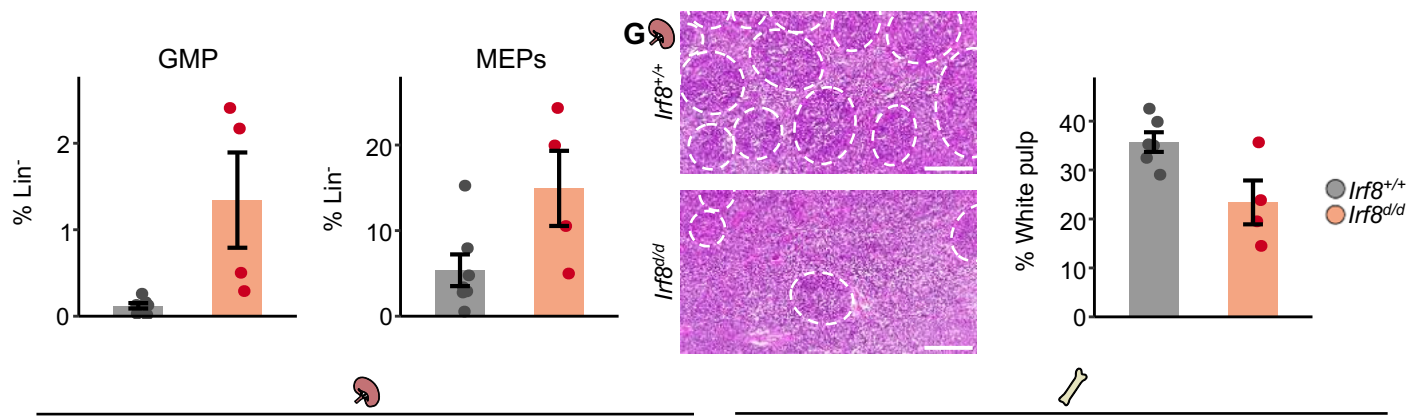 GMP
% Lin⁻
2
1
0
MEPs
% Lin⁻
20
10
0
G
Irf8+/+
Irf8d/d
% White pulp
40
30
20
10
0
Irf8+/+
Irf8d/d